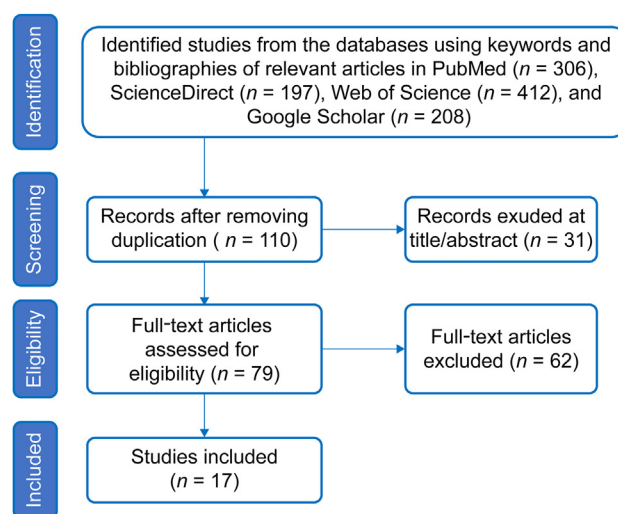 Identification
Identified studies from the databases using keywords and
bibliographies of relevant articles in PubMed (n = 306),
ScienceDirect (n = 197), Web of Science (n = 412), and
Google Scholar (n = 208)
Screening
Records after removing
duplication ( n = 110)
Records exuded at
title/abstract (n = 31)
Eligibility
Full-text articles
assessed for
eligibility (n = 79)
Full-text articles
excluded (n = 62)
Included
Studies included
(n = 17)